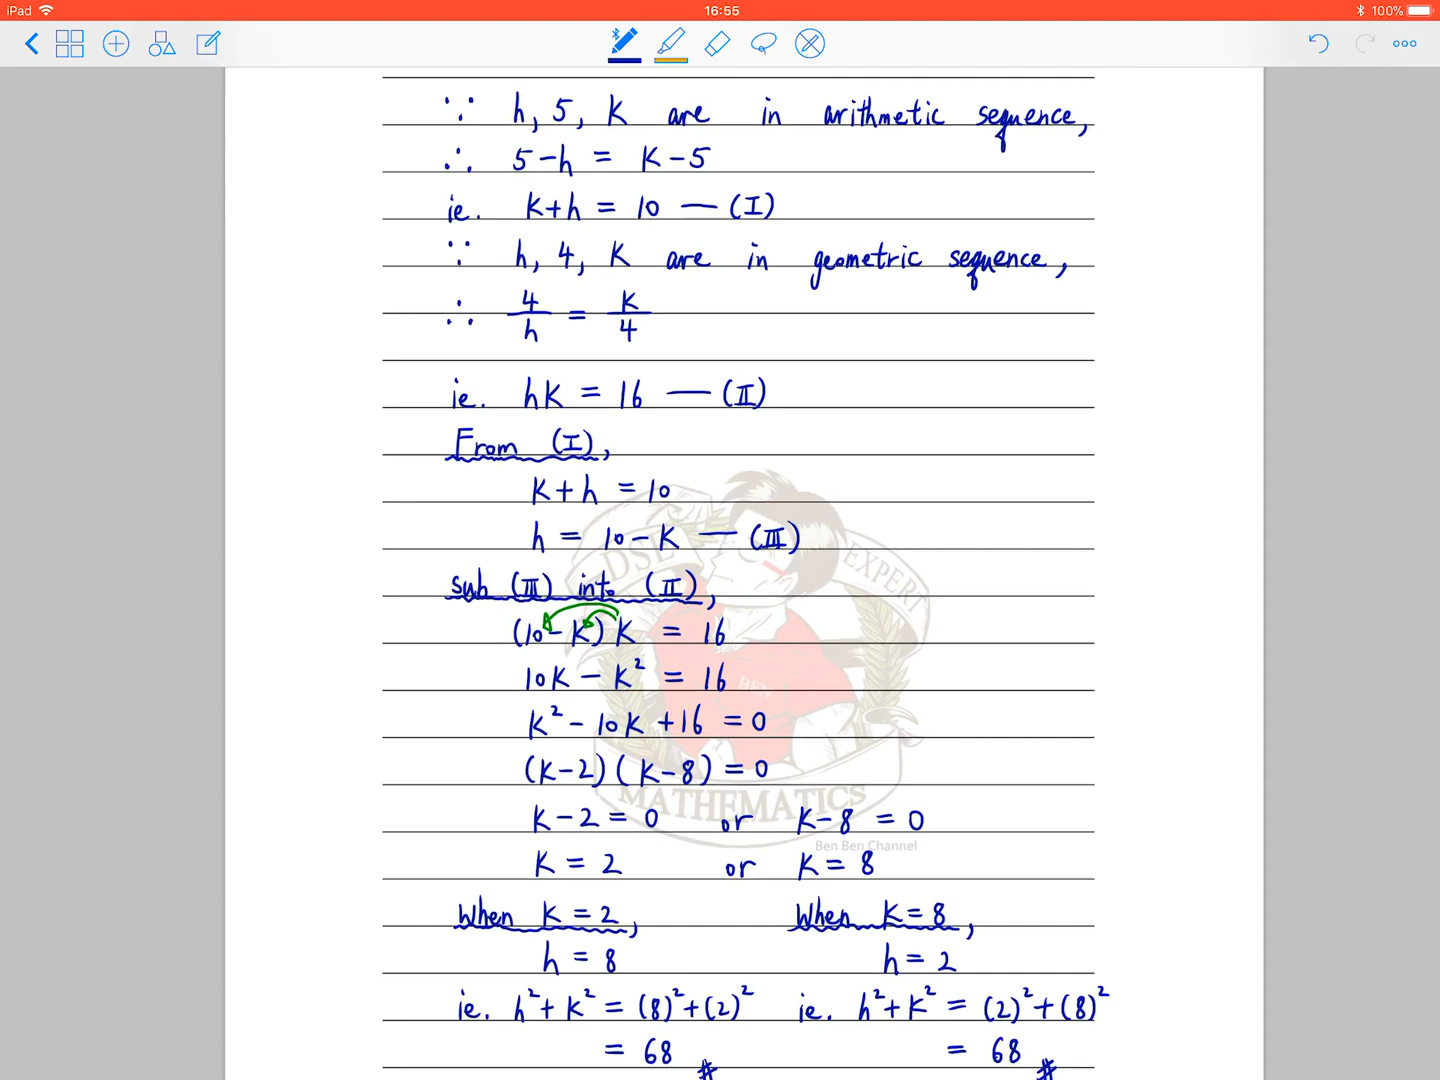 iPad 16:55 100%
∵ h, 5, K are in arithmetic sequence,
∴ 5-h = K-5
ie. K+h = 10 — (I)
∵ h, 4, K are in geometric sequence,
∴ 4/h = K/4
ie. hK = 16 — (II)
From (I),
K+h = 10
h = 10-K — (III)
sub (III) into (II),
(10-K)K = 16
10K - K² = 16
K² - 10K + 16 = 0
(K-2)(K-8) = 0
K-2 = 0 or K-8 = 0
K = 2 or K = 8
When K = 2, When K = 8,
h = 8 h = 2
ie. h²+K² = (8)²+(2)² ie. h²+K² = (2)²+(8)²
= 68 # = 68 #
DSE EXPERT
BEN
MATHEMATICS
Ben Ben Channel